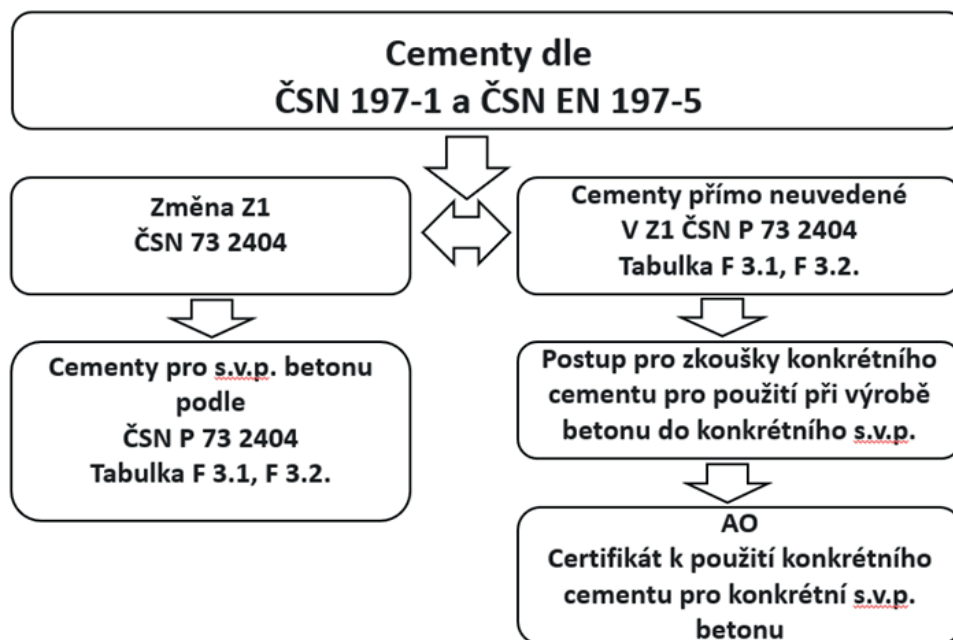 Cementy dle
ČSN 197-1 a ČSN EN 197-5
Změna Z1
ČSN 73 2404
Cementy přímo neuvedené
V Z1 ČSN P 73 2404
Tabulka F 3.1, F 3.2.
Cementy pro s.v.p. betonu
podle
ČSN P 73 2404
Tabulka F 3.1, F 3.2.
Postup pro zkoušky konkrétního
cementu pro použití při výrobě
betonu do konkrétního s.v.p.
AO
Certifikát k použití konkrétního
cementu pro konkrétní s.v.p.
betonu